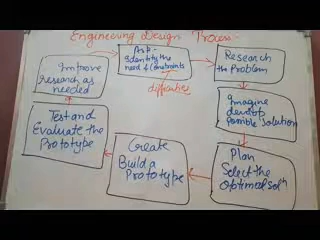 Engineering Design Process-
Ask-
Identify the
need & Constraints
difficulties
Research
the Problem
Imagine
develop
possible solution
Plan
Select the
Optimal solⁿ
Create
Build a
Prototype
Test and
Evaluate the
Prototype
Improve
research as
needed